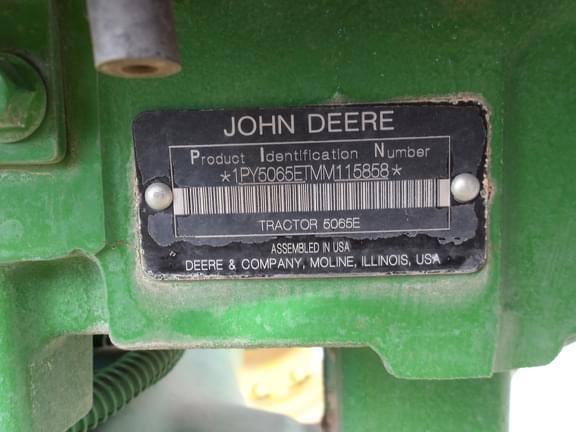 JOHN DEERE
Product Identification Number
*1PY5065ETMM115858*
TRACTOR 5065E
ASSEMBLED IN USA
DEERE & COMPANY, MOLINE, ILLINOIS, USA